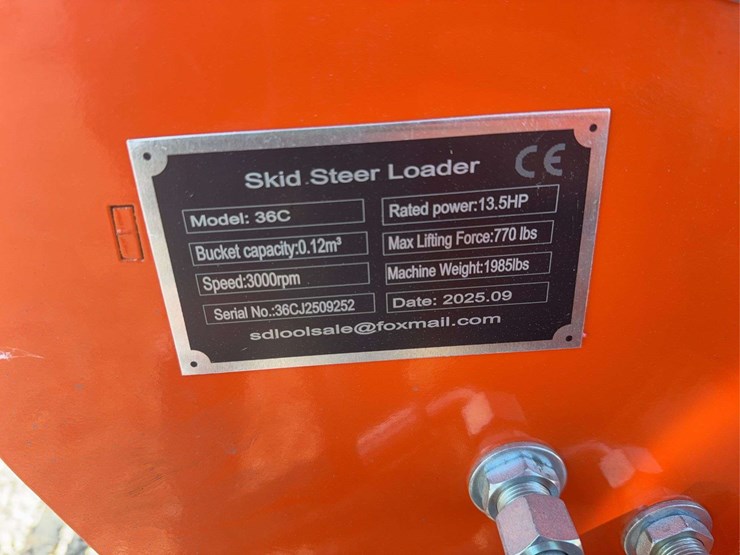 Skid Steer Loader CE
Model: 36C
Rated power:13.5HP
Bucket capacity:0.12m³
Max Lifting Force:770 lbs
Speed:3000rpm
Machine Weight:1985lbs
Serial No.:36CJ2509252
Date: 2025.09
sdloolsale@foxmail.com